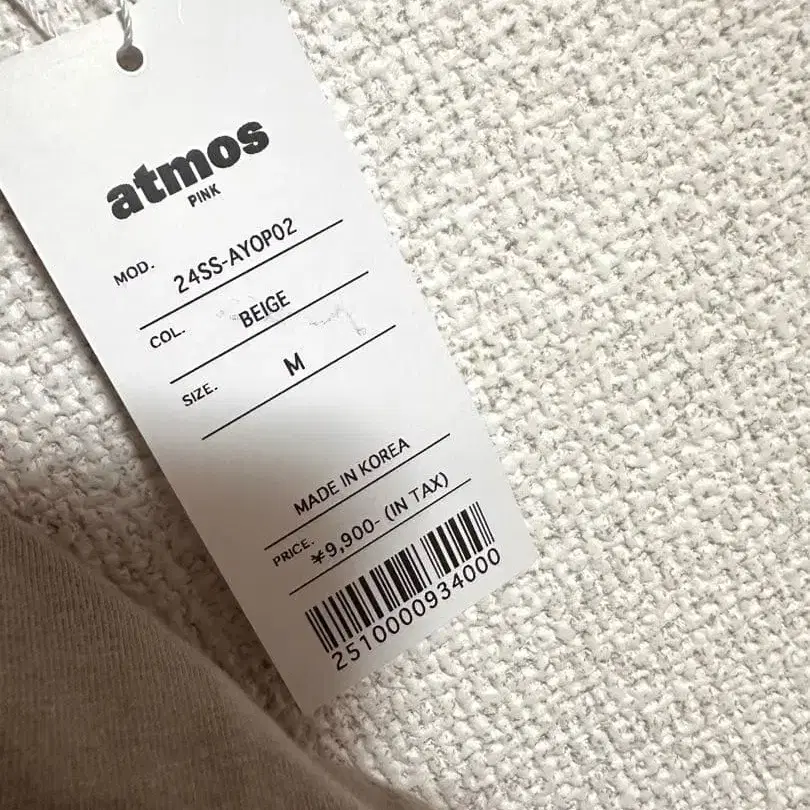 atmos
PINK
MOD. 24SS-AYOP02
COL. BEIGE
SIZE. M
MADE IN KOREA
PRICE. ¥9,900- (IN TAX)
2510000934000